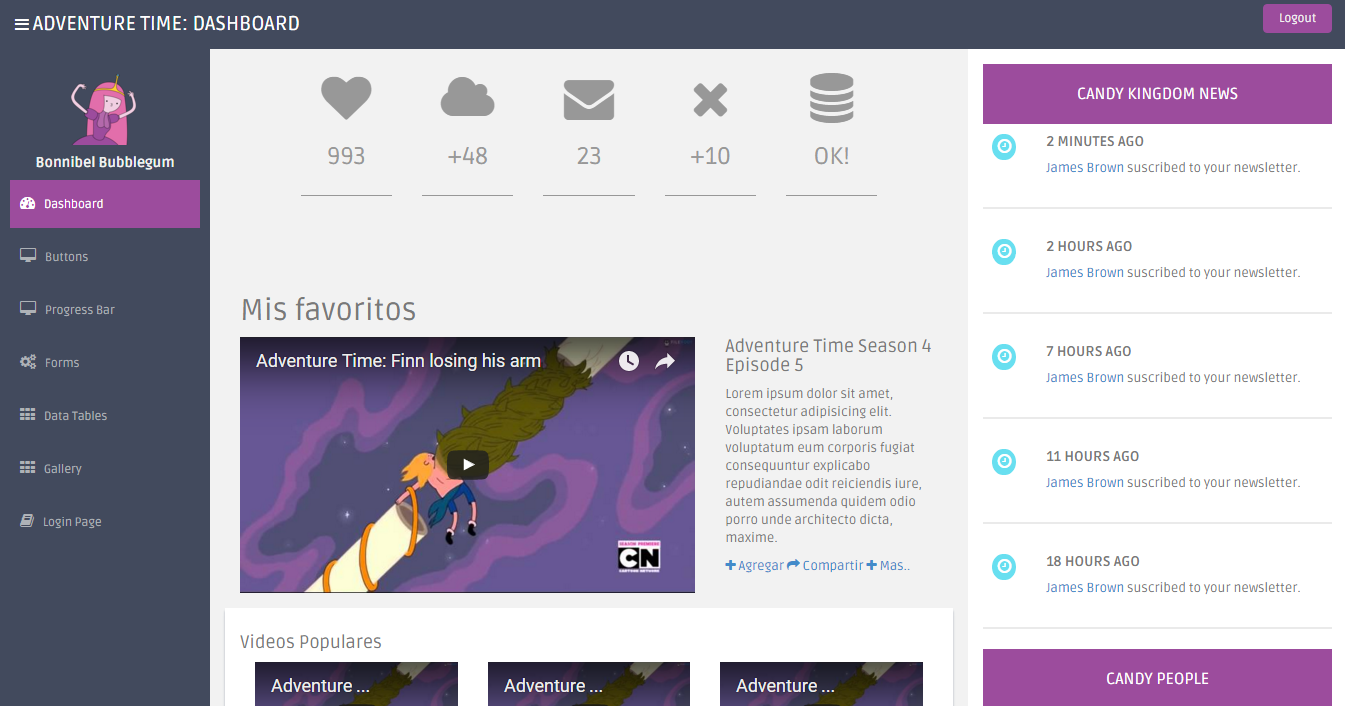 ADVENTURE TIME: DASHBOARD
Logout
Bonnibel Bubblegum
Dashboard
Buttons
Progress Bar
Forms
Data Tables
Gallery
Login Page
993
+48
23
+10
OK!
Mis favoritos
Adventure Time: Finn losing his arm
SEASON PREMIERE
CN
CARTOON NETWORK
Adventure Time Season 4
Episode 5
Lorem ipsum dolor sit amet,
consectetur adipisicing elit.
Voluptates ipsam laborum
voluptatum eum corporis fugiat
consequuntur explicabo
repudiandae odit reiciendis iure,
autem assumenda quidem odio
porro unde architecto dicta,
maxime.
Agregar Compartir Mas..
Videos Populares
Adventure ...
Adventure ...
Adventure ...
CANDY KINGDOM NEWS
2 MINUTES AGO
James Brown suscribed to your newsletter.
2 HOURS AGO
James Brown suscribed to your newsletter.
7 HOURS AGO
James Brown suscribed to your newsletter.
11 HOURS AGO
James Brown suscribed to your newsletter.
18 HOURS AGO
James Brown suscribed to your newsletter.
CANDY PEOPLE